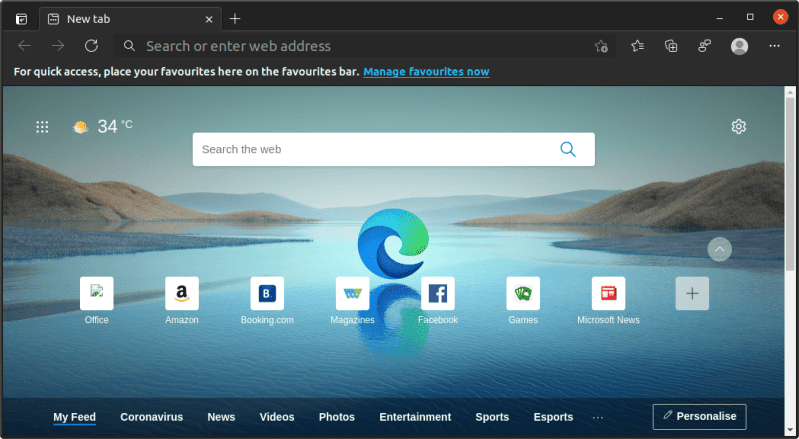 New tab
Search or enter web address
For quick access, place your favourites here on the favourites bar. Manage favourites now
34 °C
Search the web
B.
Office Amazon Booking.com Magazines Facebook Games Microsoft News
My Feed Coronavirus News Videos Photos Entertainment Sports Esports ... Personalise